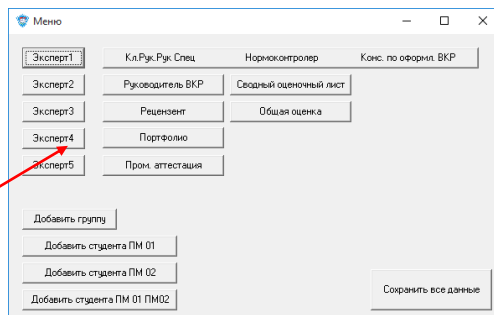 Меню
Эксперт1 Кл.Рук.Рук Спец Нормоконтролер Конс. по оформл. ВКР
Эксперт2 Руководитель ВКР Сводный оценочный лист
Эксперт3 Рецензент Общая оценка
Эксперт4 Портфолио
Эксперт5 Пром. аттестация
Добавить группу
Добавить студента ПМ 01
Добавить студента ПМ 02
Сохранить все данные
Добавить студента ПМ 01 ПМ02